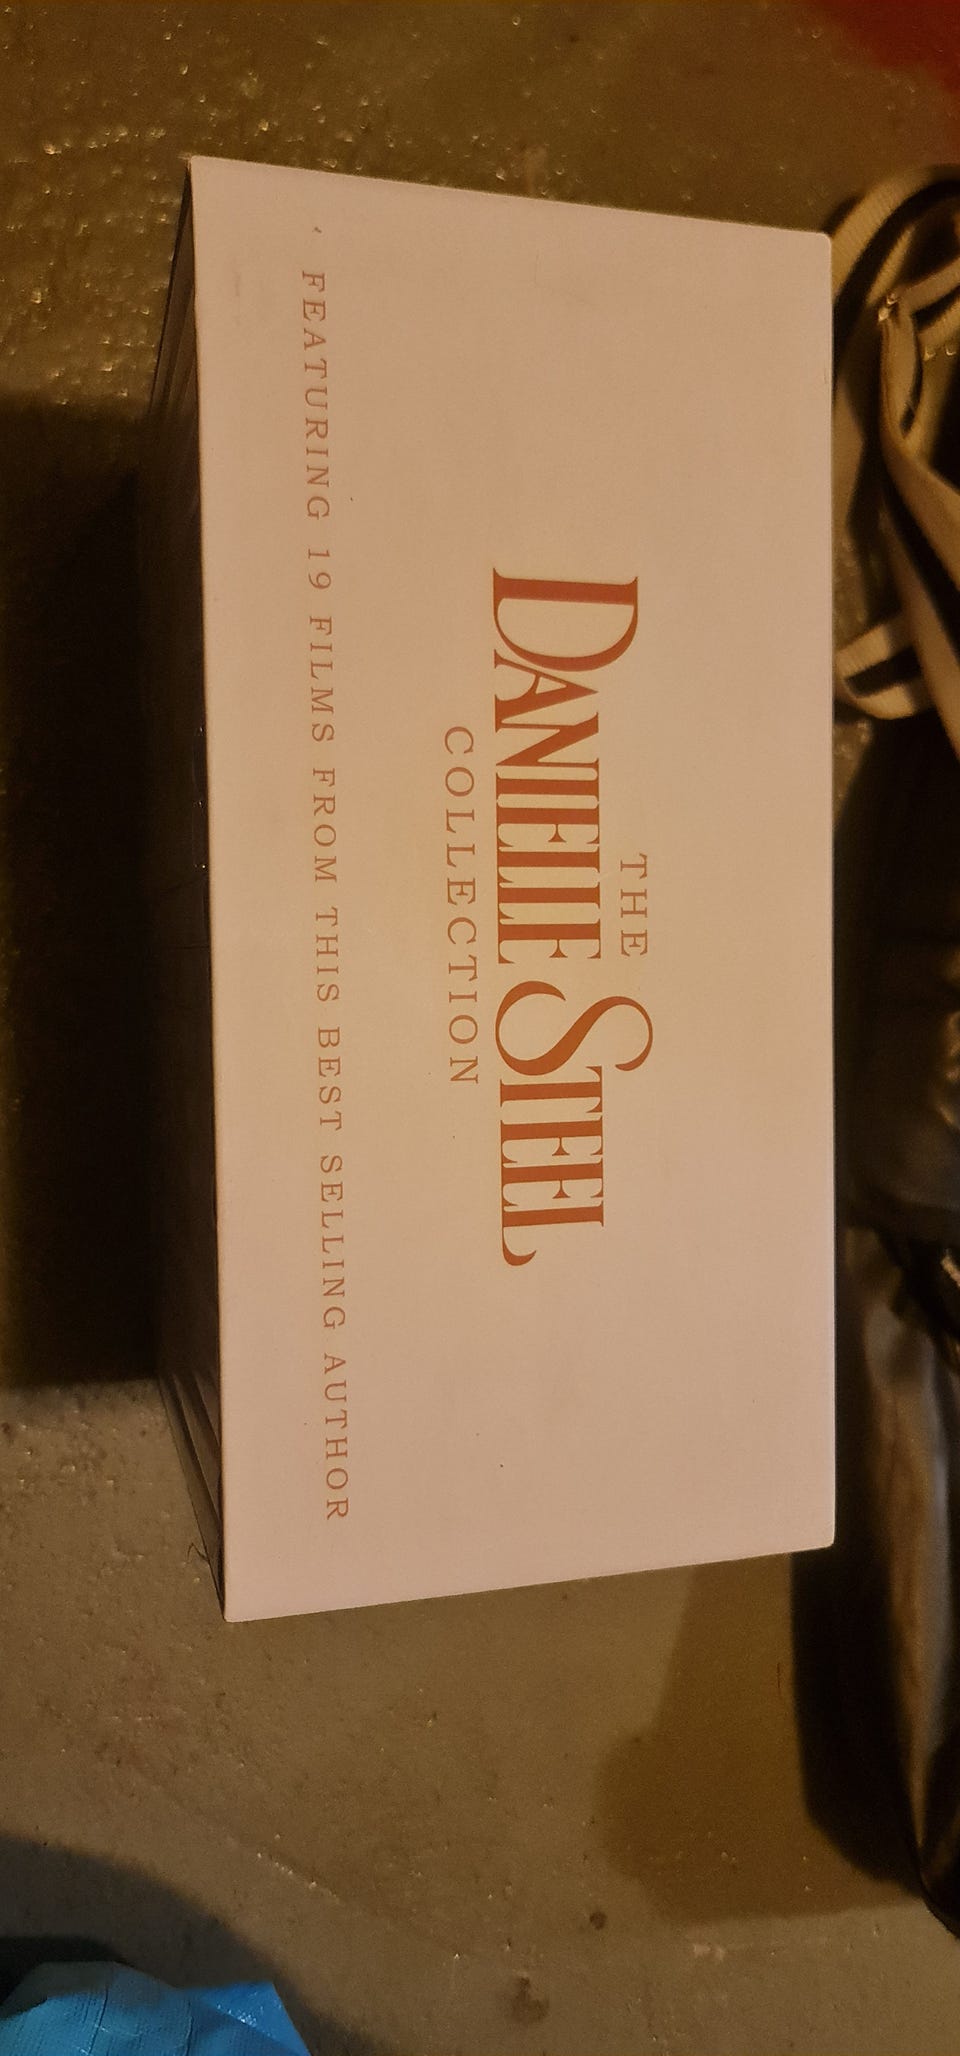 THE
DANIELLE STEEL
COLLECTION
FEATURING 19 FILMS FROM THIS BEST SELLING AUTHOR